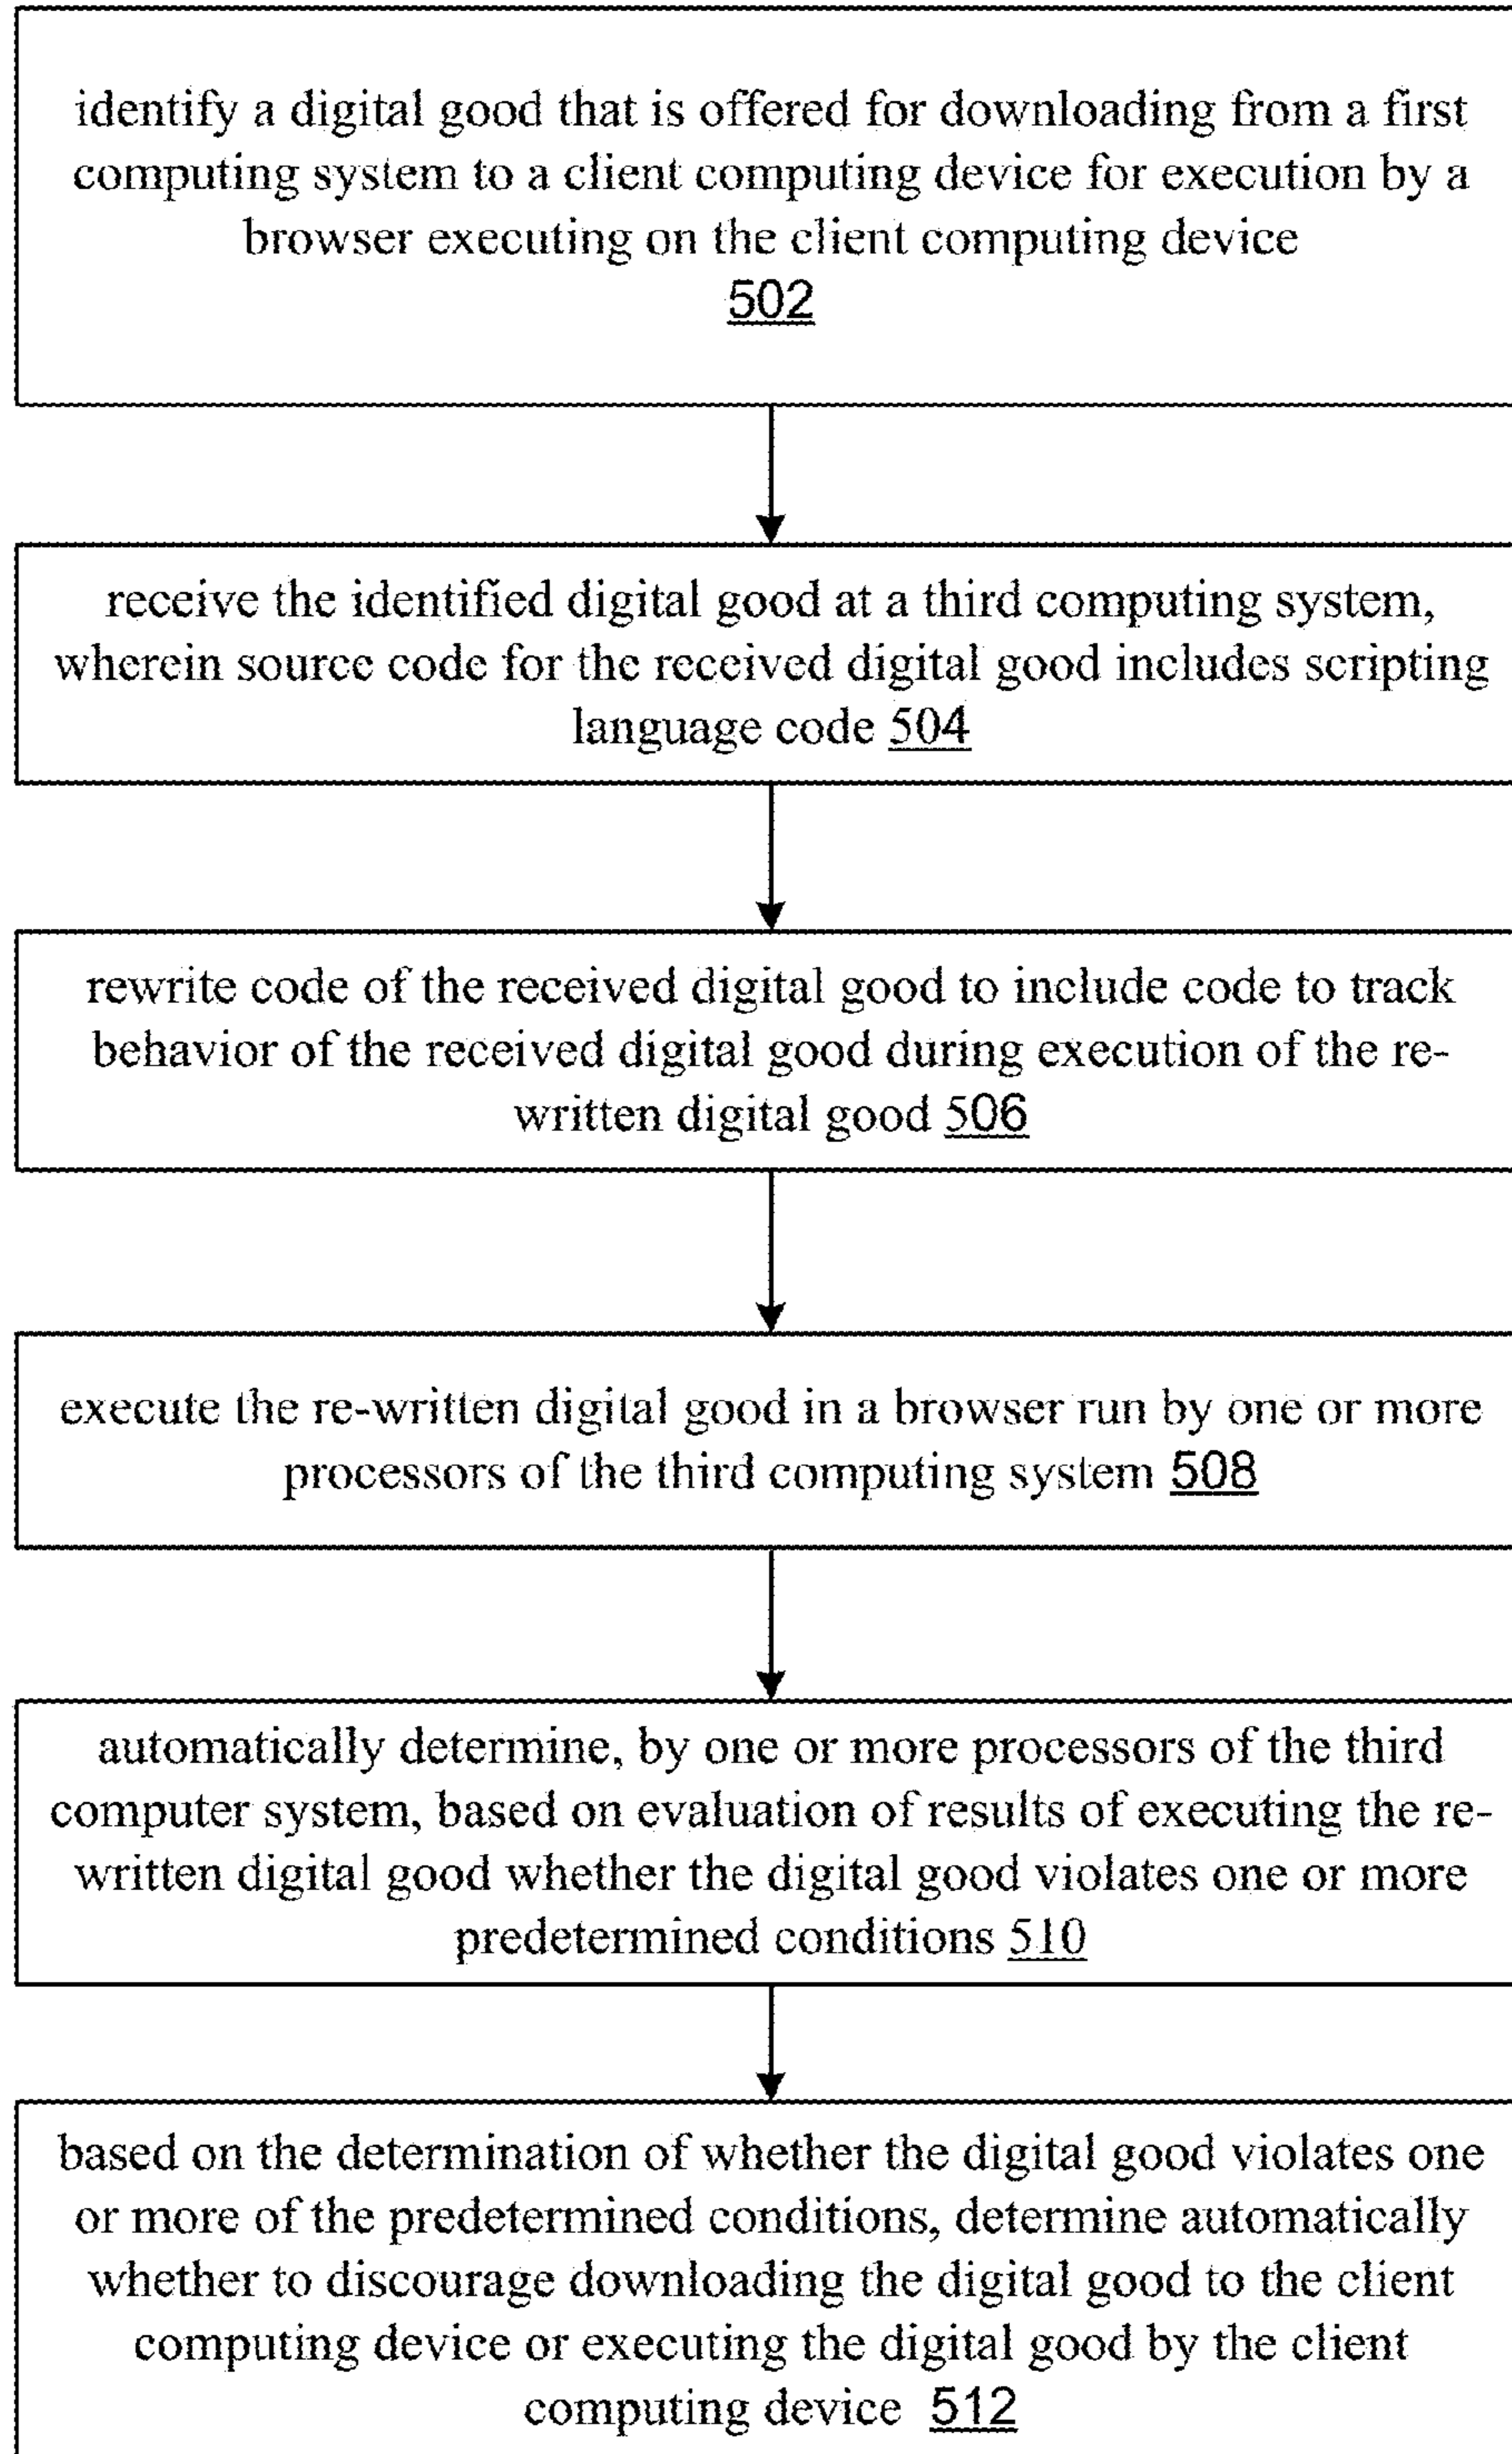 identify a digital good that is offered for downloading from a first
computing system to a client computing device for execution by a
browser executing on the client computing device
502
receive the identified digital good at a third computing system,
wherein source code for the received digital good includes scripting
language code 504
rewrite code of the received digital good to include code to track
behavior of the received digital good during execution of the re-
written digital good 506
execute the re-written digital good in a browser run by one or more
processors of the third computing system 508
automatically determine, by one or more processors of the third
computer system, based on evaluation of results of executing the re-
written digital good whether the digital good violates one or more
predetermined conditions 510
based on the determination of whether the digital good violates one
or more of the predetermined conditions, determine automatically
whether to discourage downloading the digital good to the client
computing device or executing the digital good by the client
computing device 512